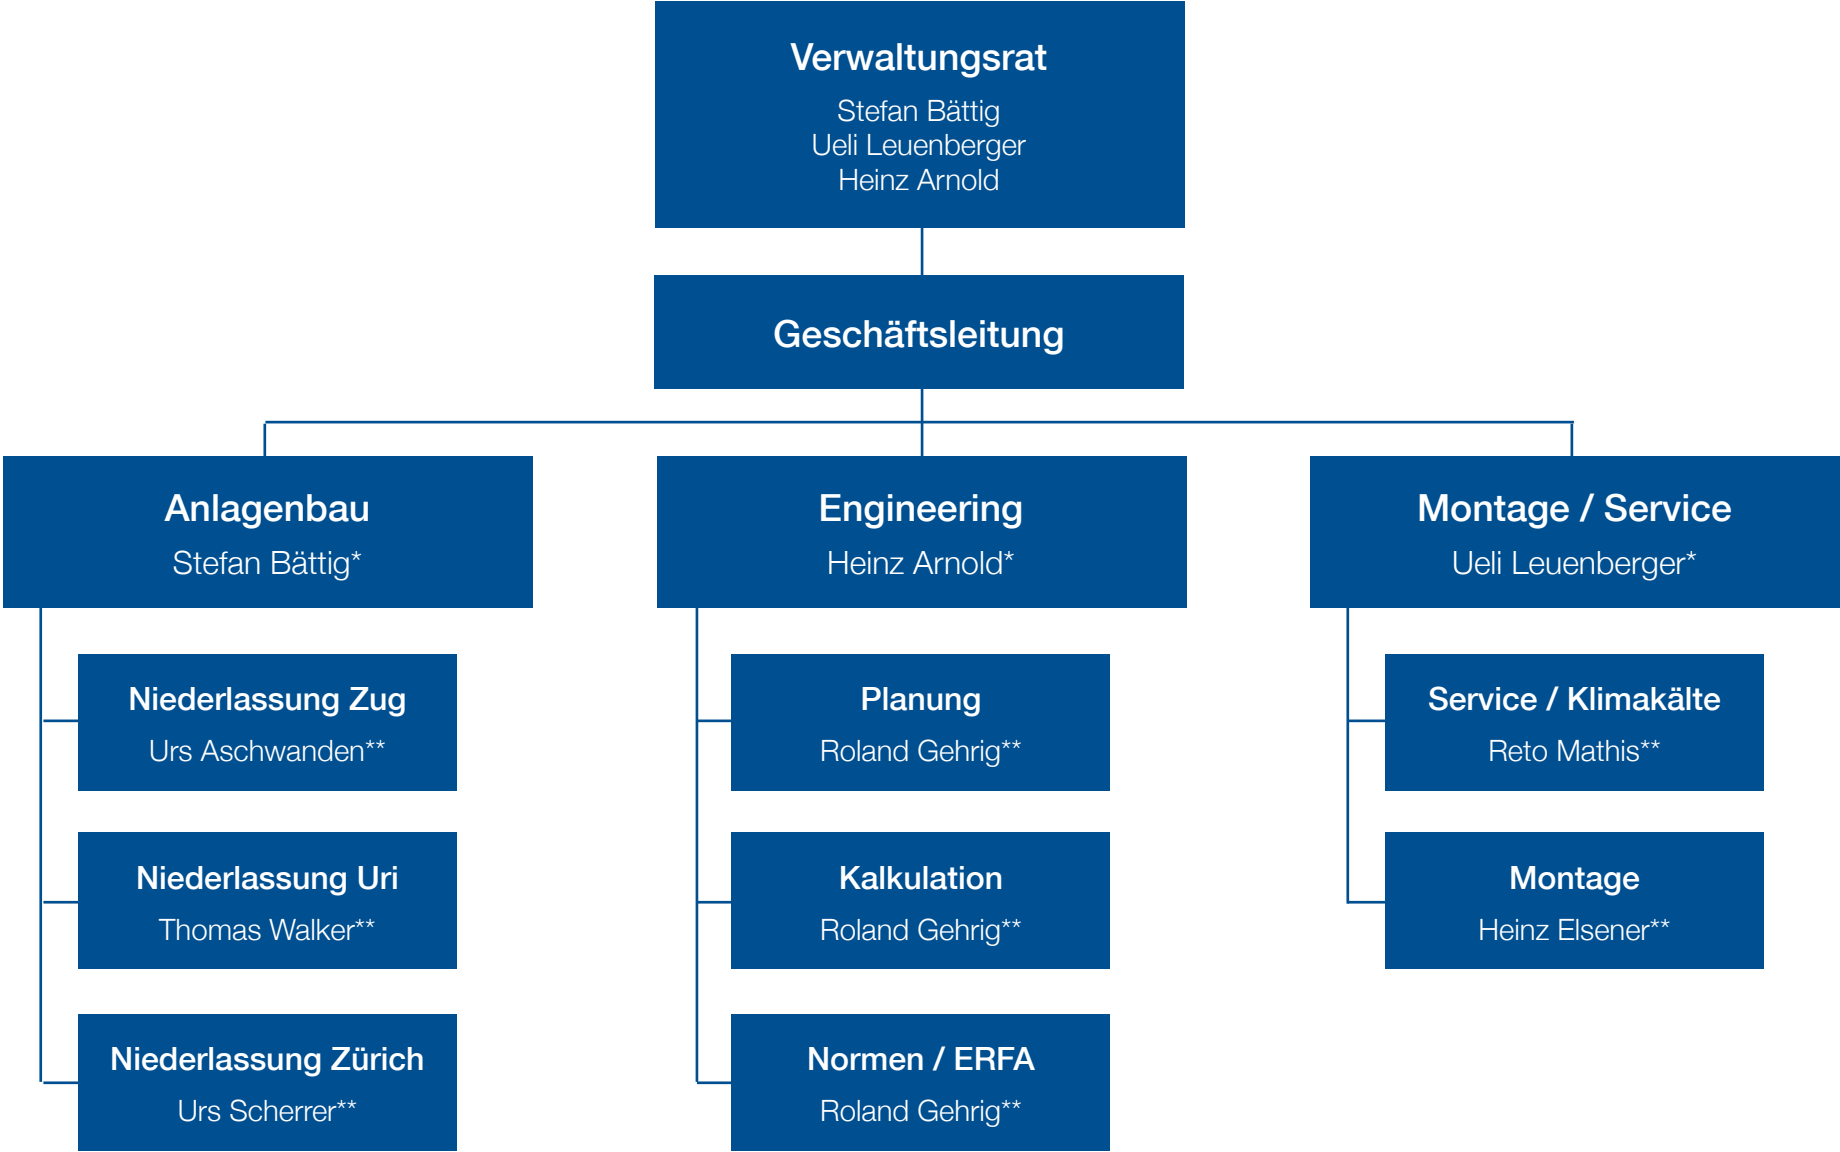 Verwaltungsrat
Stefan Bättig
Ueli Leuenberger
Heinz Arnold
Geschäftsleitung
Anlagenbau
Stefan Bättig*
Niederlassung Zug
Urs Aschwanden**
Niederlassung Uri
Thomas Walker**
Niederlassung Zürich
Urs Scherrer**
Engineering
Heinz Arnold*
Planung
Roland Gehrig**
Kalkulation
Roland Gehrig**
Normen / ERFA
Roland Gehrig**
Montage / Service
Ueli Leuenberger*
Service / Klimakälte
Reto Mathis**
Montage
Heinz Elsener**